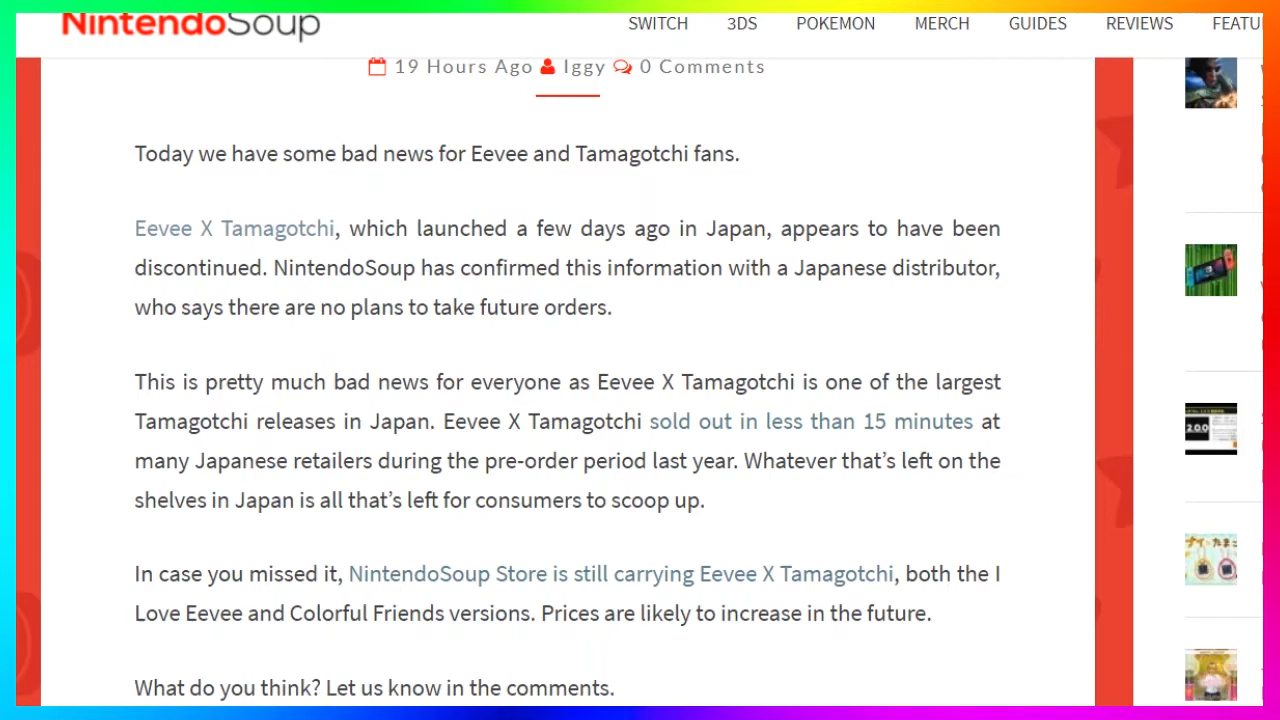 NintendoSoup
SWITCH 3DS POKEMON MERCH GUIDES REVIEWS
19 Hours Ago Iggy 0 Comments
Today we have some bad news for Eevee and Tamagotchi fans.
Eevee X Tamagotchi, which launched a few days ago in Japan, appears to have been
discontinued. NintendoSoup has confirmed this information with a Japanese distributor,
who says there are no plans to take future orders.
This is pretty much bad news for everyone as Eevee X Tamagotchi is one of the largest
Tamagotchi releases in Japan. Eevee X Tamagotchi sold out in less than 15 minutes at
many Japanese retailers during the pre-order period last year. Whatever that’s left on the
shelves in Japan is all that’s left for consumers to scoop up.
In case you missed it, NintendoSoup Store is still carrying Eevee X Tamagotchi, both the I
Love Eevee and Colorful Friends versions. Prices are likely to increase in the future.
What do you think? Let us know in the comments.